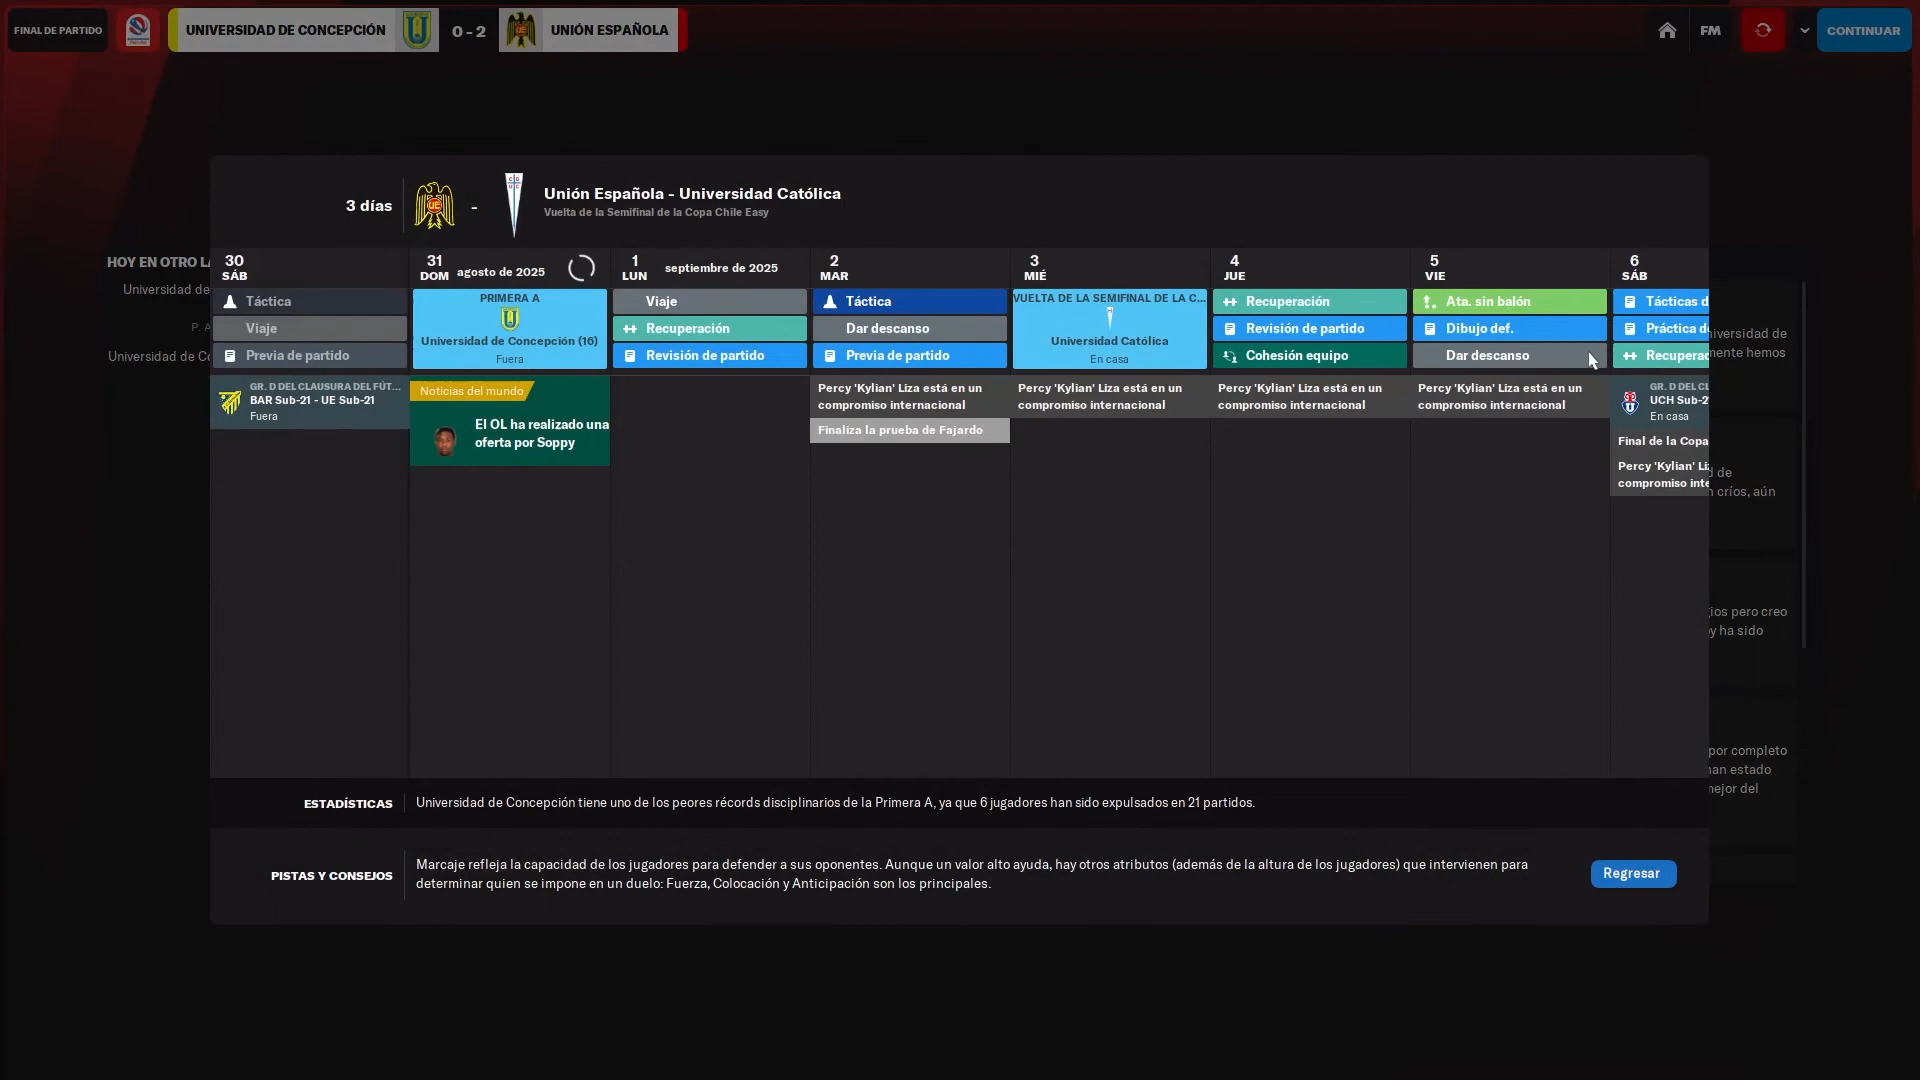 FINAL DE PARTIDO
UNIVERSIDAD DE CONCEPCIÓN
0 - 2
UNIÓN ESPAÑOLA
FM
CONTINUAR
3 días
-
Unión Española - Universidad Católica
Vuelta de la Semifinal de la Copa Chile Easy
HOY EN OTRO LA
Universidad de
P. A
Universidad de Co
30
SÁB
Táctica
Viaje
Previa de partido
GR. D DEL CLAUSURA DEL FÚT...
BAR Sub-21 - UE Sub-21
Fuera
31
DOM
agosto de 2025
PRIMERA A
Universidad de Concepción (16)
Fuera
Noticias del mundo
El OL ha realizado una
oferta por Soppy
1
LUN
septiembre de 2025
Viaje
Recuperación
Revisión de partido
2
MAR
Táctica
Dar descanso
Previa de partido
Percy 'Kylian' Liza está en un
compromiso internacional
Finaliza la prueba de Fajardo
3
MIÉ
VUELTA DE LA SEMIFINAL DE LA C...
Universidad Católica
En casa
Percy 'Kylian' Liza está en un
compromiso internacional
4
JUE
Recuperación
Revisión de partido
Cohesión equipo
Percy 'Kylian' Liza está en un
compromiso internacional
5
VIE
Ata. sin balón
Dibujo def.
Dar descanso
Percy 'Kylian' Liza está en un
compromiso internacional
6
SÁB
Tácticas d
Práctica de
Recuperac
GR. D DEL CL
UCH Sub-2
En casa
Final de la Copa
Percy 'Kylian' Li
compromiso inte
niversidad de
mente hemos
d de
n críos, aún
ios pero creo
y ha sido
por completo
han estado
mejor del
ESTADÍSTICAS
Universidad de Concepción tiene uno de los peores récords disciplinarios de la Primera A, ya que 6 jugadores han sido expulsados en 21 partidos.
PISTAS Y CONSEJOS
Marcaje refleja la capacidad de los jugadores para defender a sus oponentes. Aunque un valor alto ayuda, hay otros atributos (además de la altura de los jugadores) que intervienen para
determinar quien se impone en un duelo: Fuerza, Colocación y Anticipación son los principales.
Regresar